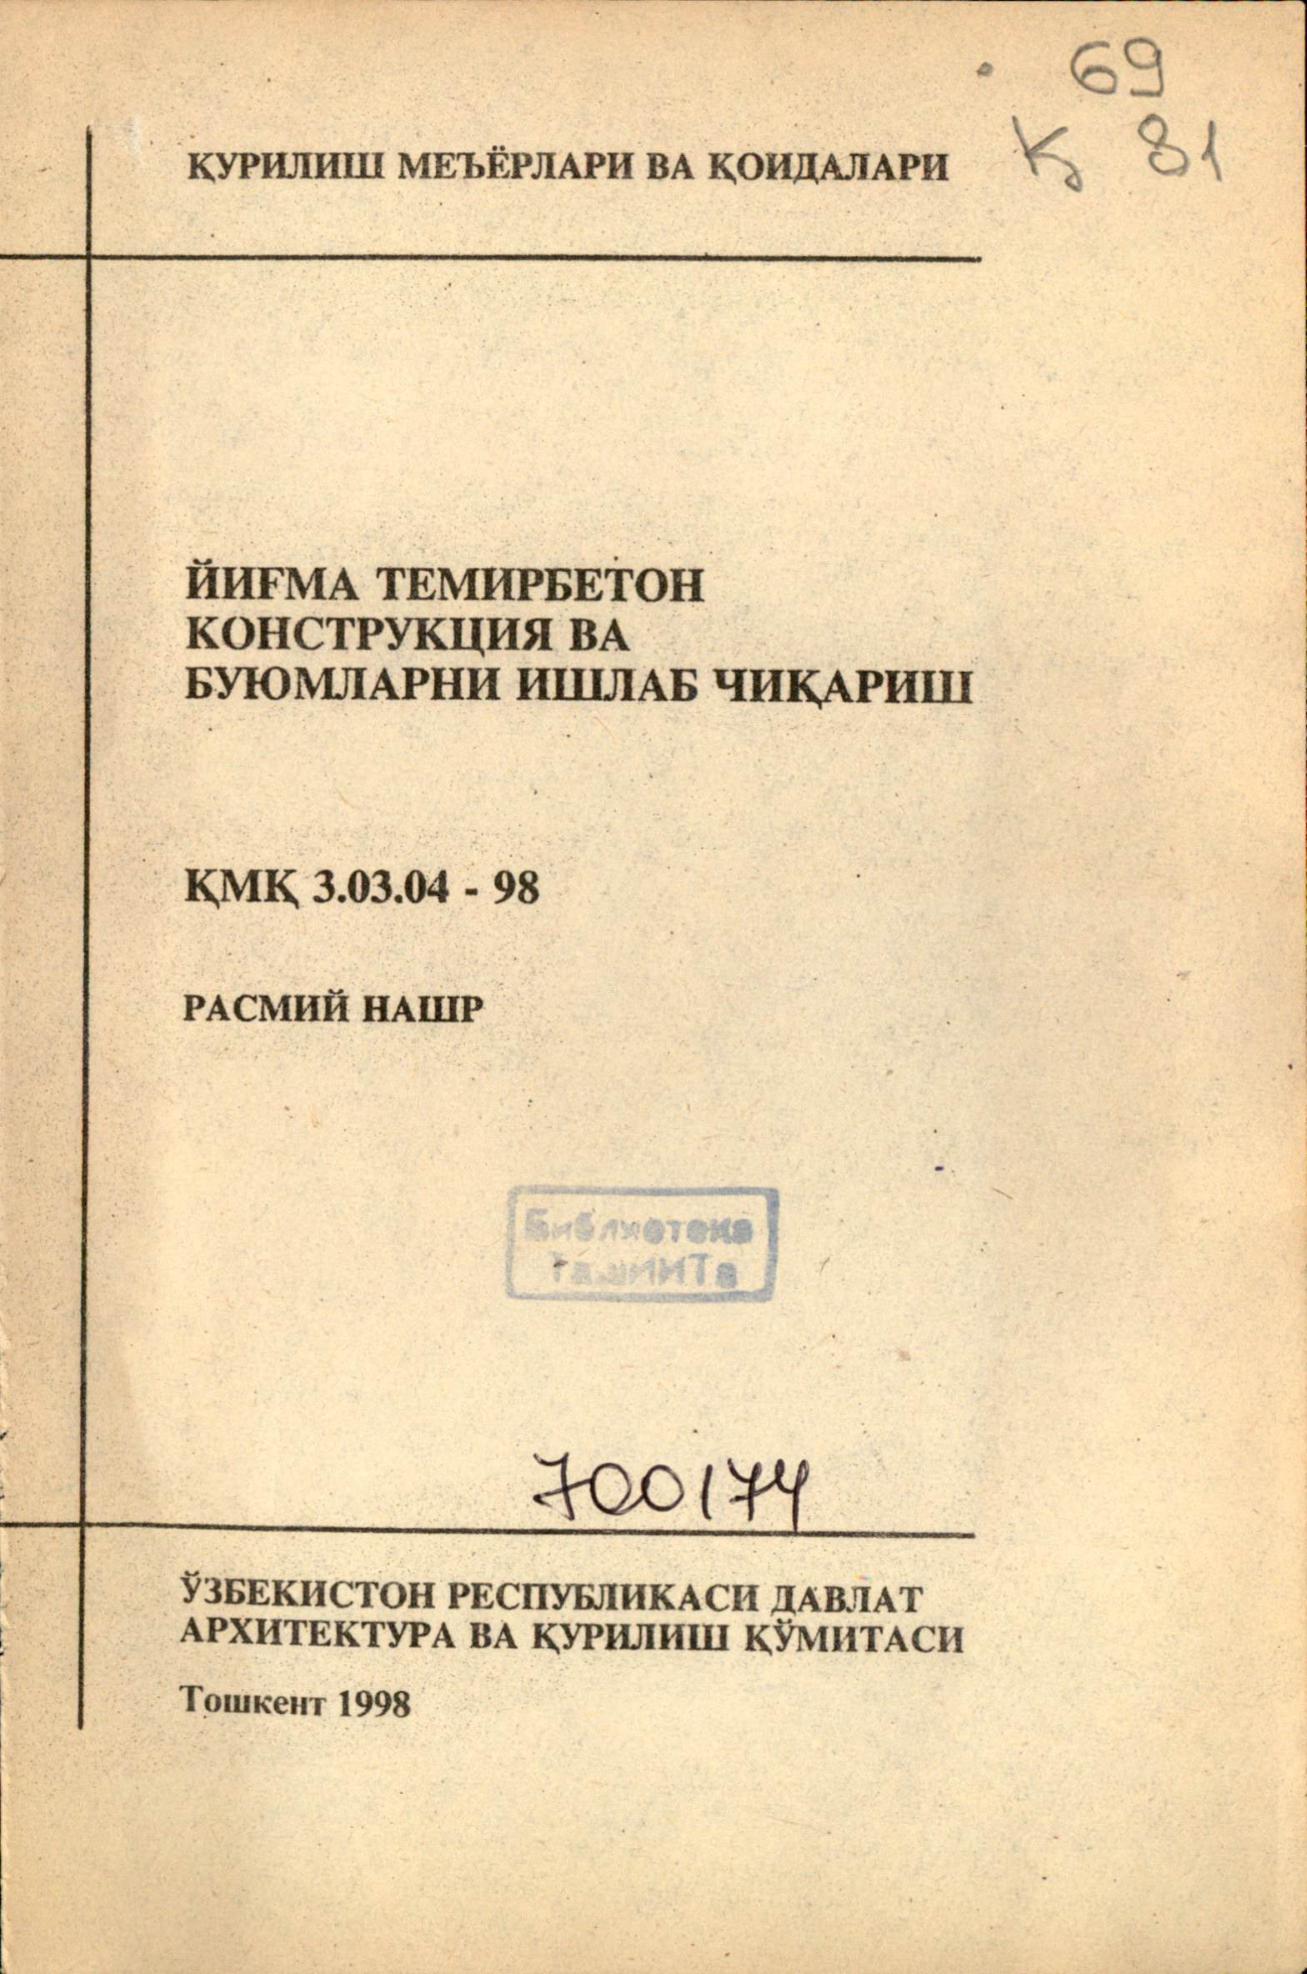 69
Қ 81
ҚУРИЛИШ МЕЪЁРЛАРИ ВА ҚОИДАЛАРИ
ЙИҒМА ТЕМИРБЕТОН
КОНСТРУКЦИЯ ВА
БУЮМЛАРНИ ИШЛАБ ЧИҚАРИШ
ҚМҚ 3.03.04 - 98
РАСМИЙ НАШР
Библиотека
ТашИИТа
700174
ЎЗБЕКИСТОН РЕСПУБЛИКАСИ ДАВЛАТ
АРХИТЕКТУРА ВА ҚУРИЛИШ ҚЎМИТАСИ
Тошкент 1998